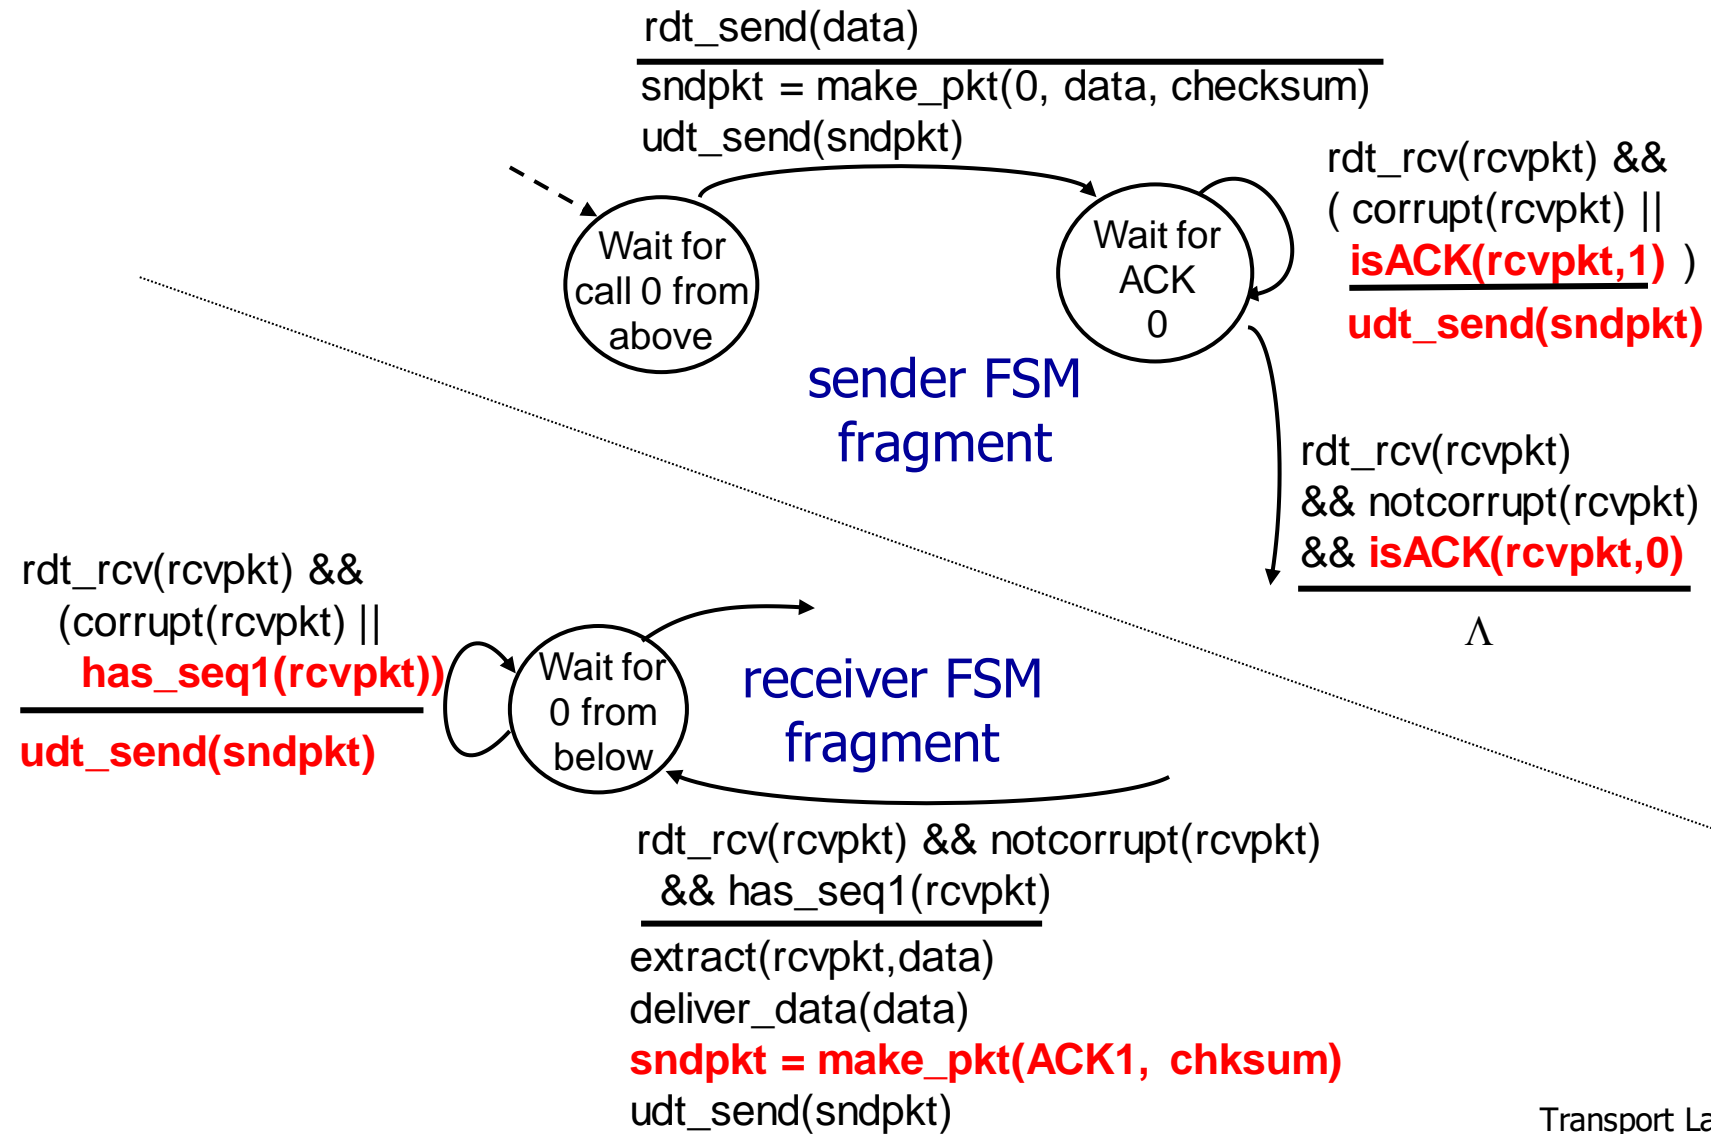 rdt_send(data)
sndpkt = make_pkt(0, data, checksum)
udt_send(sndpkt)
Wait for
call 0 from
above
Wait for
ACK
0
rdt_rcv(rcvpkt) &&
( corrupt(rcvpkt) ||
isACK(rcvpkt,1) )
udt_send(sndpkt)
sender FSM
fragment
rdt_rcv(rcvpkt)
&& notcorrupt(rcvpkt)
&& isACK(rcvpkt,0)
Λ
rdt_rcv(rcvpkt) &&
(corrupt(rcvpkt) ||
has_seq1(rcvpkt))
udt_send(sndpkt)
Wait for
0 from
below
receiver FSM
fragment
rdt_rcv(rcvpkt) && notcorrupt(rcvpkt)
&& has_seq1(rcvpkt)
extract(rcvpkt,data)
deliver_data(data)
sndpkt = make_pkt(ACK1, chksum)
udt_send(sndpkt)
Transport La